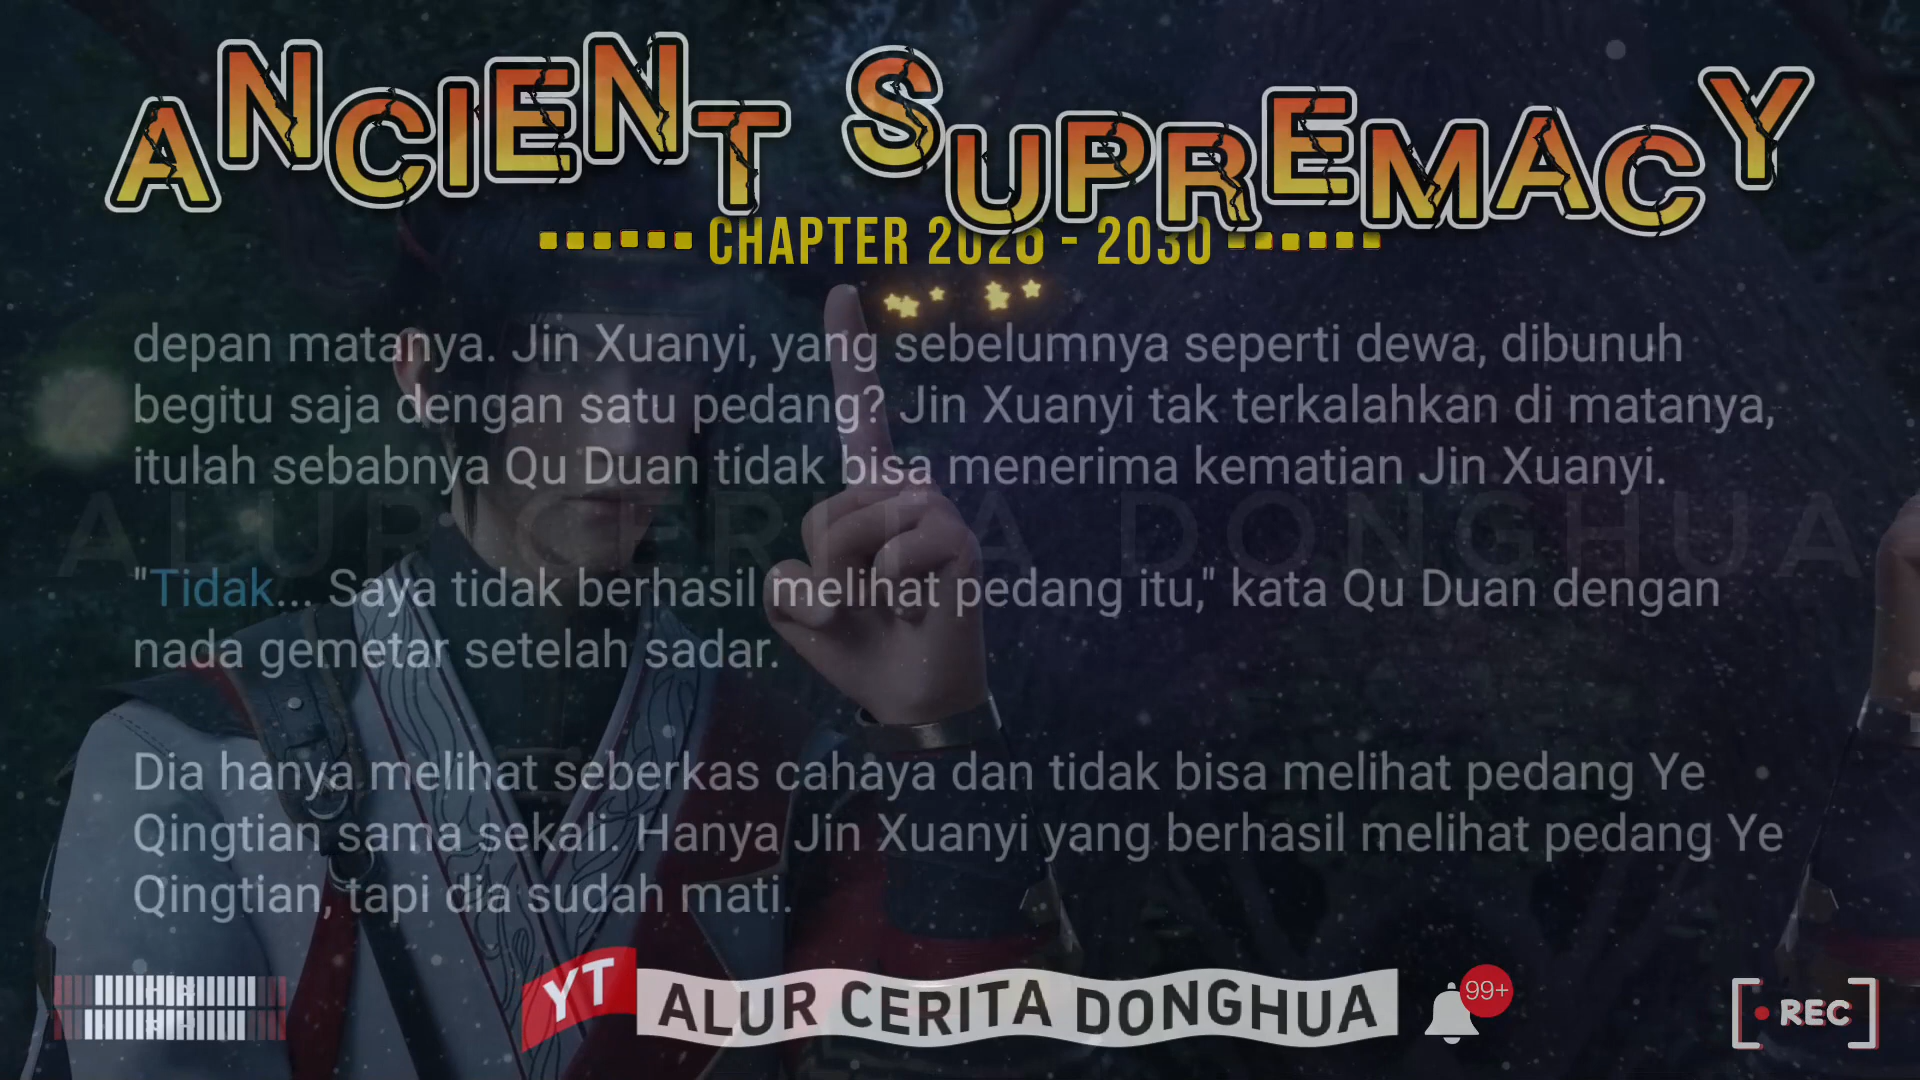 ANCIENT SUPREMACY
CHAPTER 2026 - 2030
depan matanya. Jin Xuanyi, yang sebelumnya seperti dewa, dibunuh
begitu saja dengan satu pedang? Jin Xuanyi tak terkalahkan di matanya,
itulah sebabnya Qu Duan tidak bisa menerima kematian Jin Xuanyi.
ALUR CERITA DONGHUA
"Tidak... Saya tidak berhasil melihat pedang itu," kata Qu Duan dengan
nada gemetar setelah sadar.
Dia hanya melihat seberkas cahaya dan tidak bisa melihat pedang Ye
Qingtian sama sekali. Hanya Jin Xuanyi yang berhasil melihat pedang Ye
Qingtian, tapi dia sudah mati.
YT ALUR CERITA DONGHUA
99+
REC